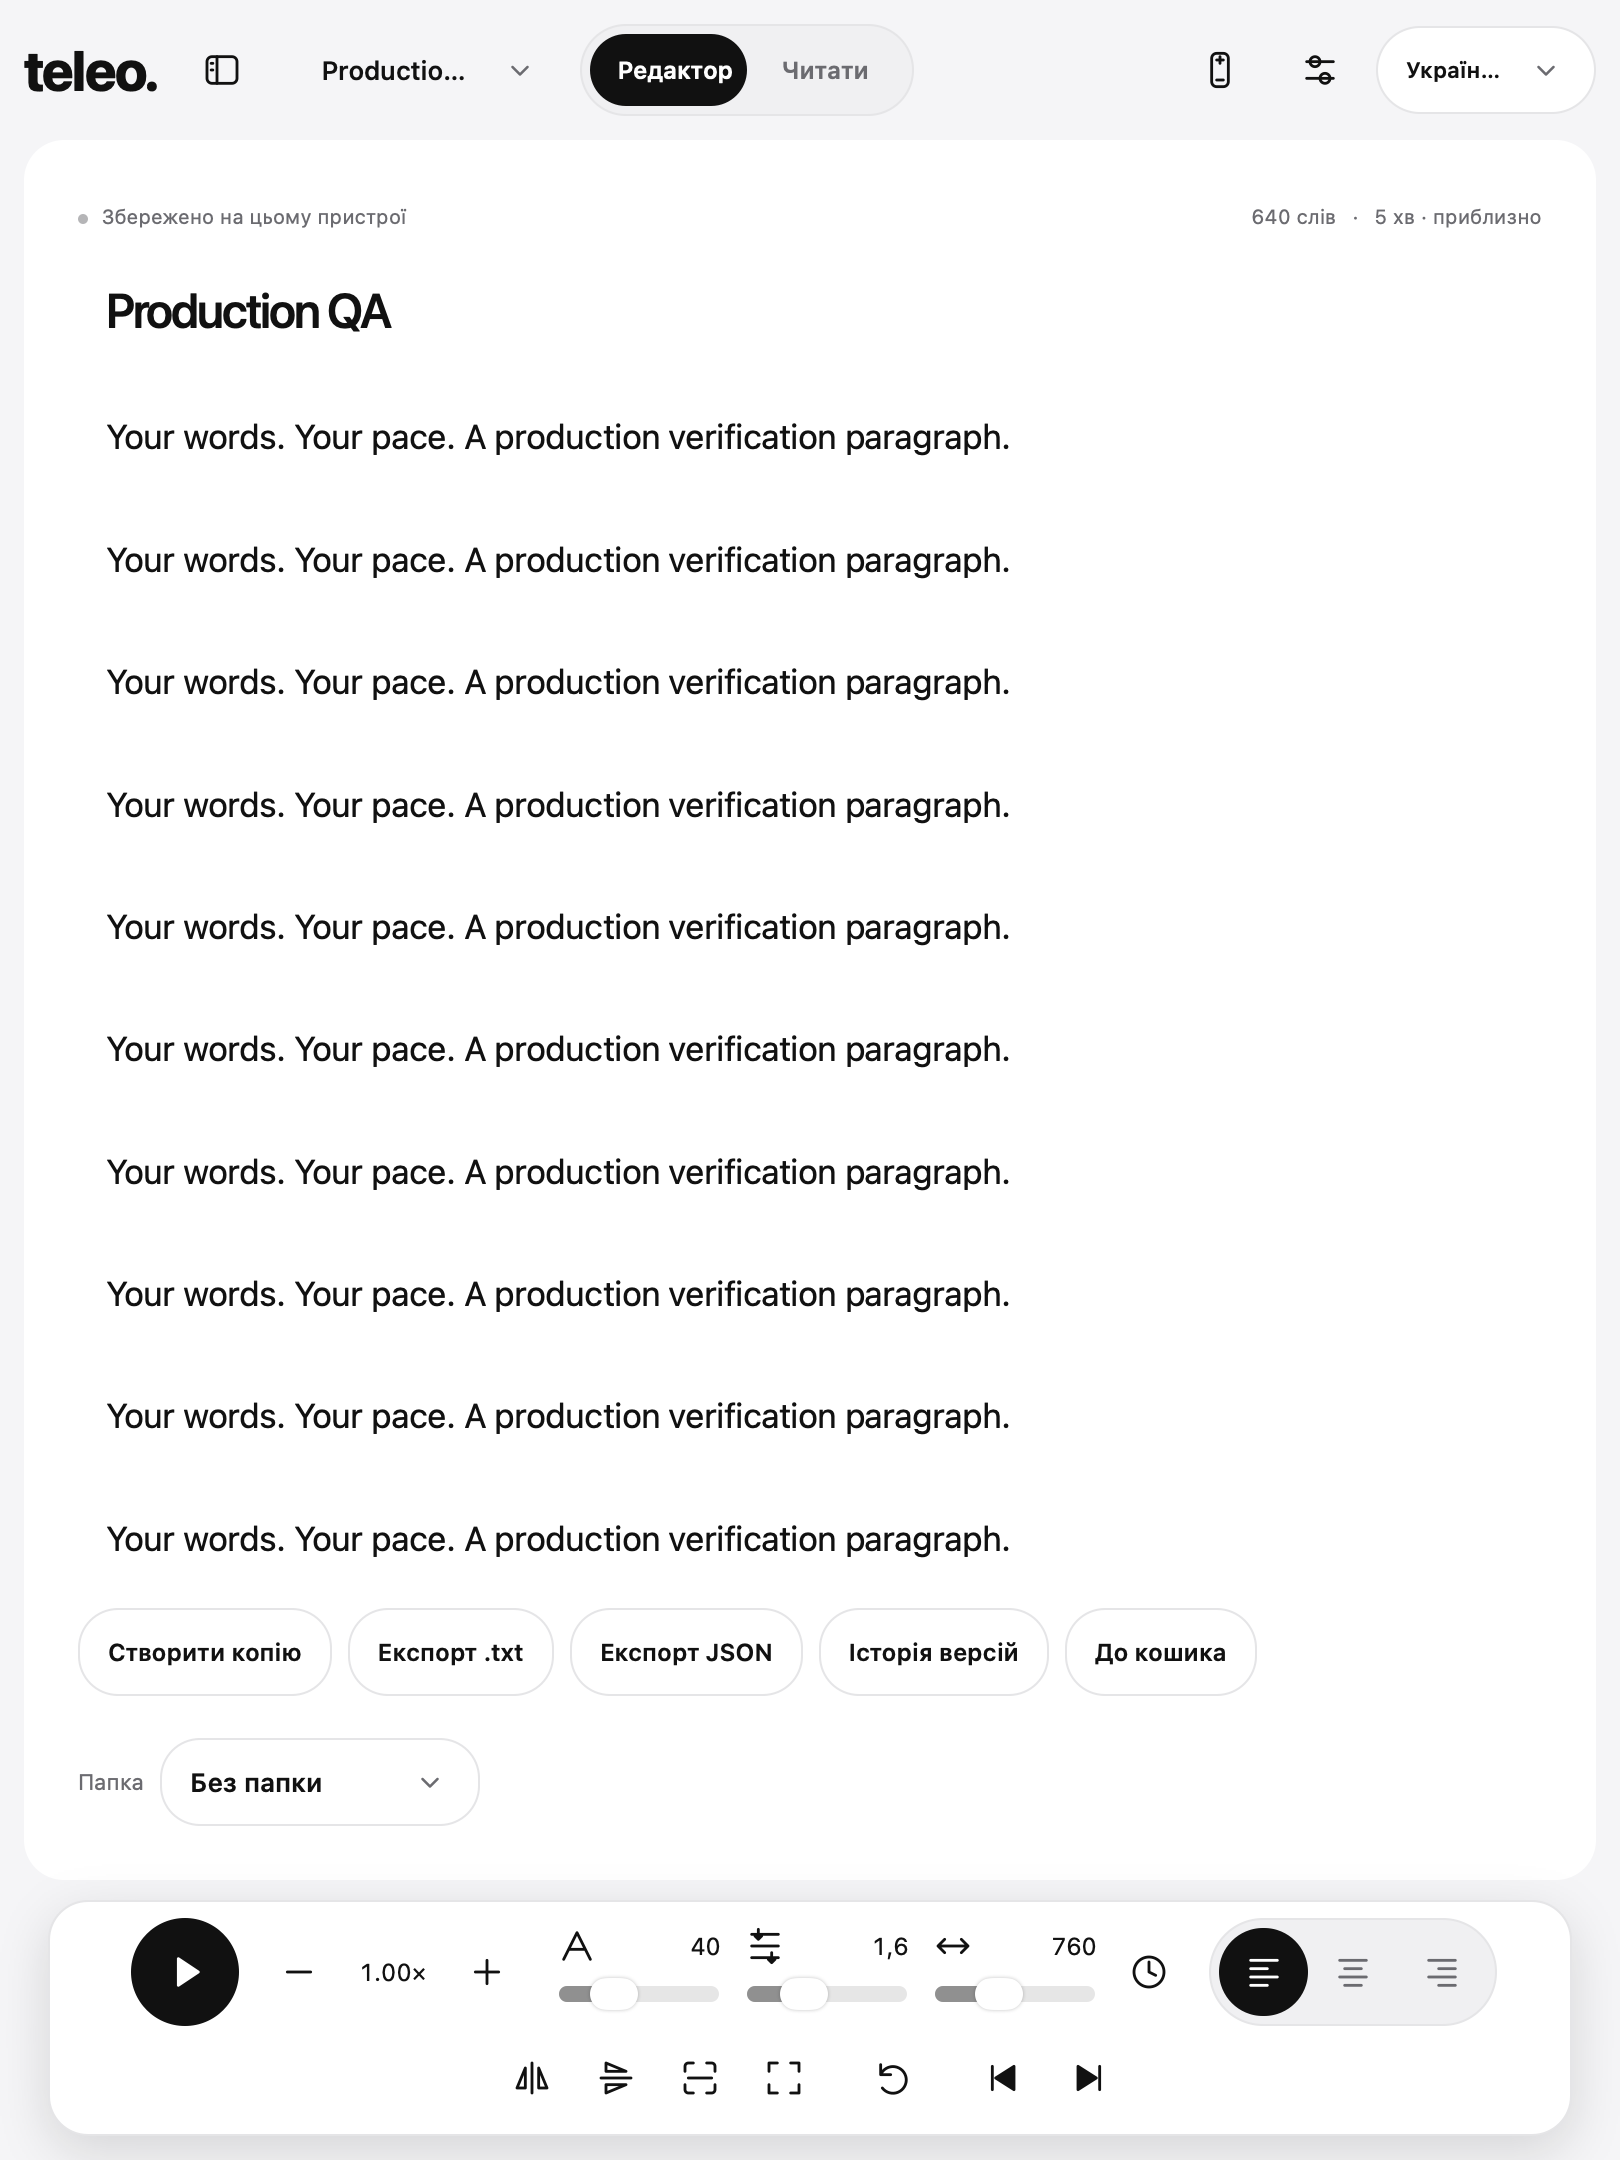 teleo.
Productio...
Редактор
Читати
Україн...
Збережено на цьому пристрої
640 слів · 5 хв · приблизно
Production QA
Your words. Your pace. A production verification paragraph.
Your words. Your pace. A production verification paragraph.
Your words. Your pace. A production verification paragraph.
Your words. Your pace. A production verification paragraph.
Your words. Your pace. A production verification paragraph.
Your words. Your pace. A production verification paragraph.
Your words. Your pace. A production verification paragraph.
Your words. Your pace. A production verification paragraph.
Your words. Your pace. A production verification paragraph.
Your words. Your pace. A production verification paragraph.
Створити копію
Експорт .txt
Експорт JSON
Історія версій
До кошика
Папка
Без папки
1.00×
40
1,6
760